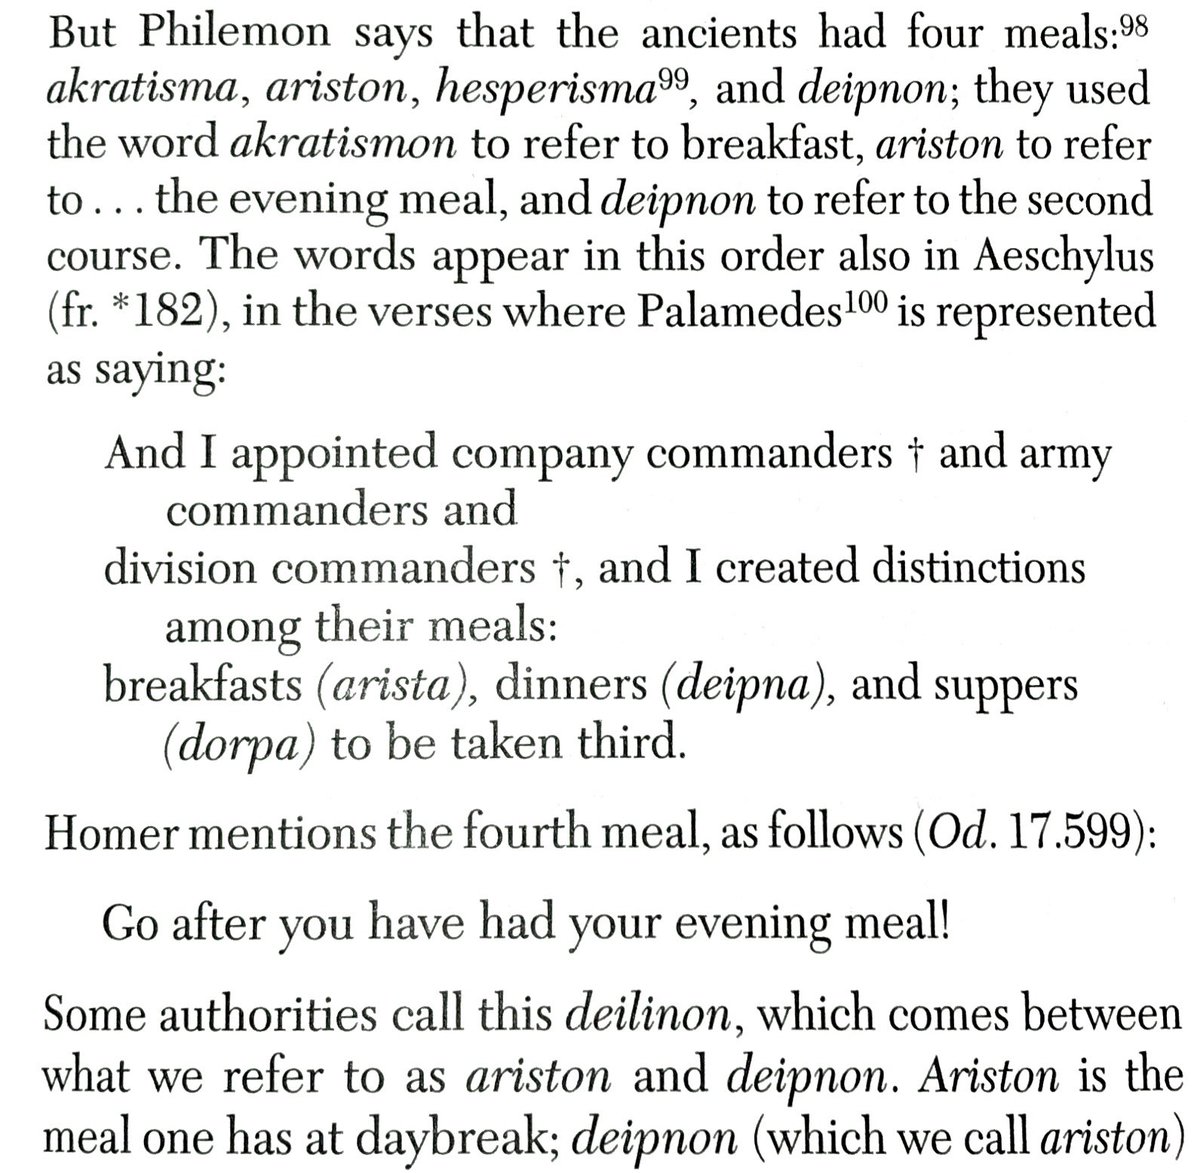 But Philemon says that the ancients had four meals:98
akratisma, ariston, hesperisma99, and deipnon; they used
the word akratismon to refer to breakfast, ariston to refer
to . . . the evening meal, and deipnon to refer to the second
course. The words appear in this order also in Aeschylus
(fr. *182), in the verses where Palamedes100 is represented
as saying:
And I appointed company commanders † and army
commanders and
division commanders †, and I created distinctions
among their meals:
breakfasts (arista), dinners (deipna), and suppers
(dorpa) to be taken third.
Homer mentions the fourth meal, as follows (Od. 17.599):
Go after you have had your evening meal!
Some authorities call this deilinon, which comes between
what we refer to as ariston and deipnon. Ariston is the
meal one has at daybreak; deipnon (which we call ariston)